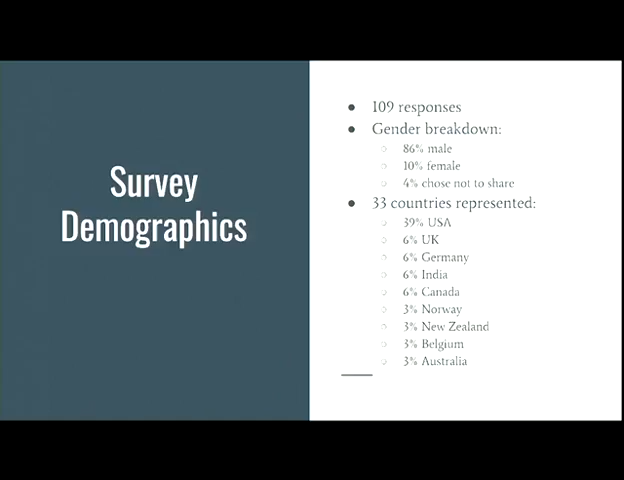 Survey
Demographics
● 109 responses
● Gender breakdown:
○ 86% male
○ 10% female
○ 4% chose not to share
● 33 countries represented:
○ 39% USA
○ 6% UK
○ 6% Germany
○ 6% India
○ 6% Canada
○ 3% Norway
○ 3% New Zealand
○ 3% Belgium
○ 3% Australia